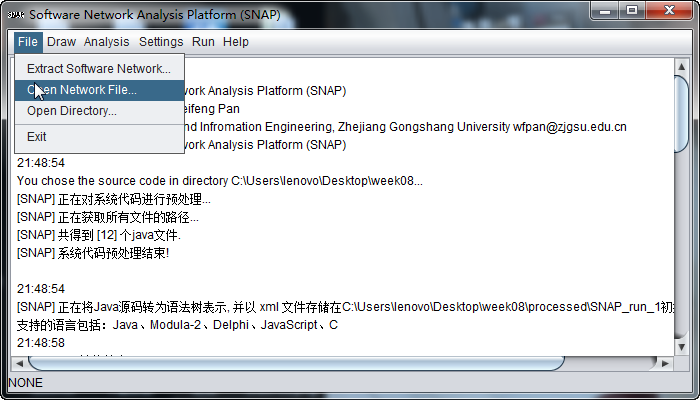 SNAP Software Network Analysis Platform (SNAP)
File Draw Analysis Settings Run Help
Extract Software Network...
Open Network File...
Open Directory...
Exit
work Analysis Platform (SNAP)
eifeng Pan
and Infromation Engineering, Zhejiang Gongshang University wfpan@zjgsu.edu.cn
work Analysis Platform (SNAP)
21:48:54
You chose the source code in directory C:\Users\lenovo\Desktop\week08...
[SNAP] 正在对系统代码进行预处理...
[SNAP] 正在获取所有文件的路径...
[SNAP] 共得到 [12] 个java文件.
[SNAP] 系统代码预处理结束!
21:48:54
[SNAP] 正在将Java源码转为语法树表示, 并以 xml 文件存储在C:\Users\lenovo\Desktop\week08\processed\SNAP_run_1初
支持的语言包括：Java、Modula-2、Delphi、JavaScript、C
21:48:58
NONE